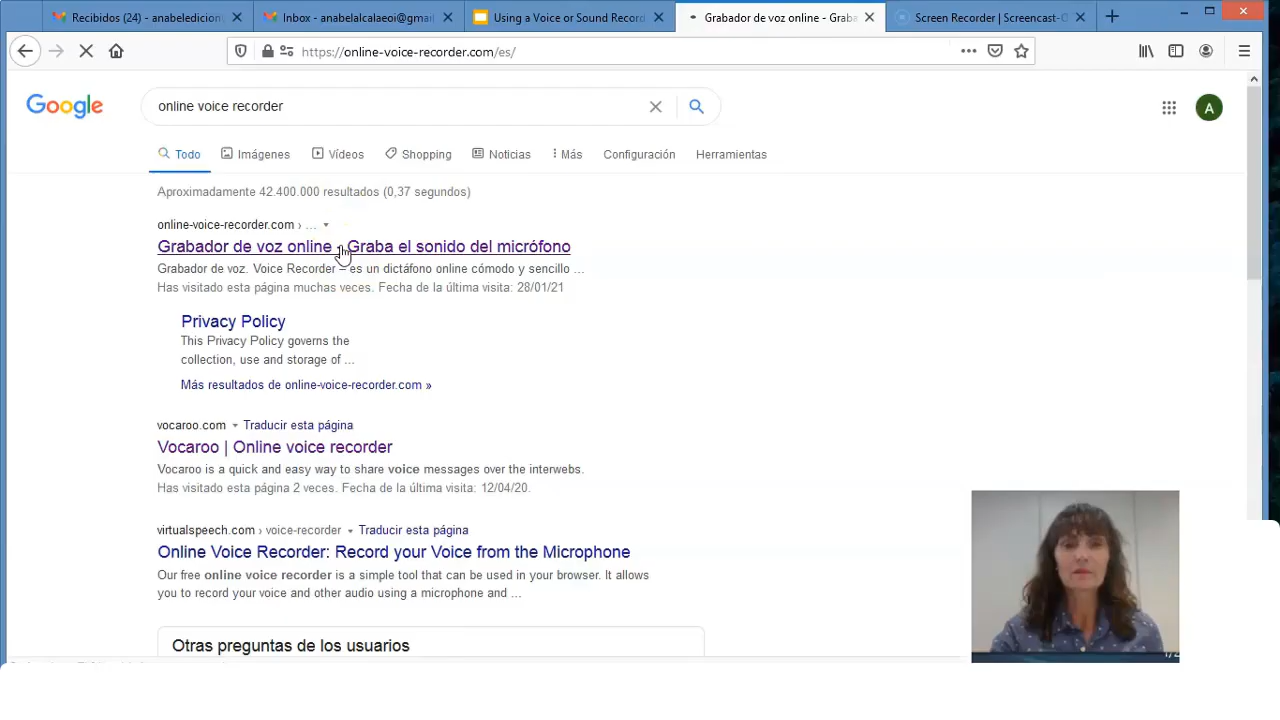 Recibidos (24) - anabeledicion
Inbox - anabelalcalaeoi@gmai
Using a Voice or Sound Record
Grabador de voz online - Graba
Screen Recorder | Screencast-O
https://online-voice-recorder.com/es/
Google
online voice recorder
A
Todo
Imágenes
Vídeos
Shopping
Noticias
Más
Configuración
Herramientas
Aproximadamente 42.400.000 resultados (0,37 segundos)
online-voice-recorder.com › ...
Grabador de voz online - Graba el sonido del micrófono
Grabador de voz. Voice Recorder – es un dictáfono online cómodo y sencillo ...
Has visitado esta página muchas veces. Fecha de la última visita: 28/01/21
Privacy Policy
This Privacy Policy governs the
collection, use and storage of ...
Más resultados de online-voice-recorder.com »
vocaroo.com Traducir esta página
Vocaroo | Online voice recorder
Vocaroo is a quick and easy way to share voice messages over the interwebs.
Has visitado esta página 2 veces. Fecha de la última visita: 12/04/20.
virtualspeech.com › voice-recorder Traducir esta página
Online Voice Recorder: Record your Voice from the Microphone
Our free online voice recorder is a simple tool that can be used in your browser. It allows
you to record your voice and other audio using a microphone and ...
Otras preguntas de los usuarios